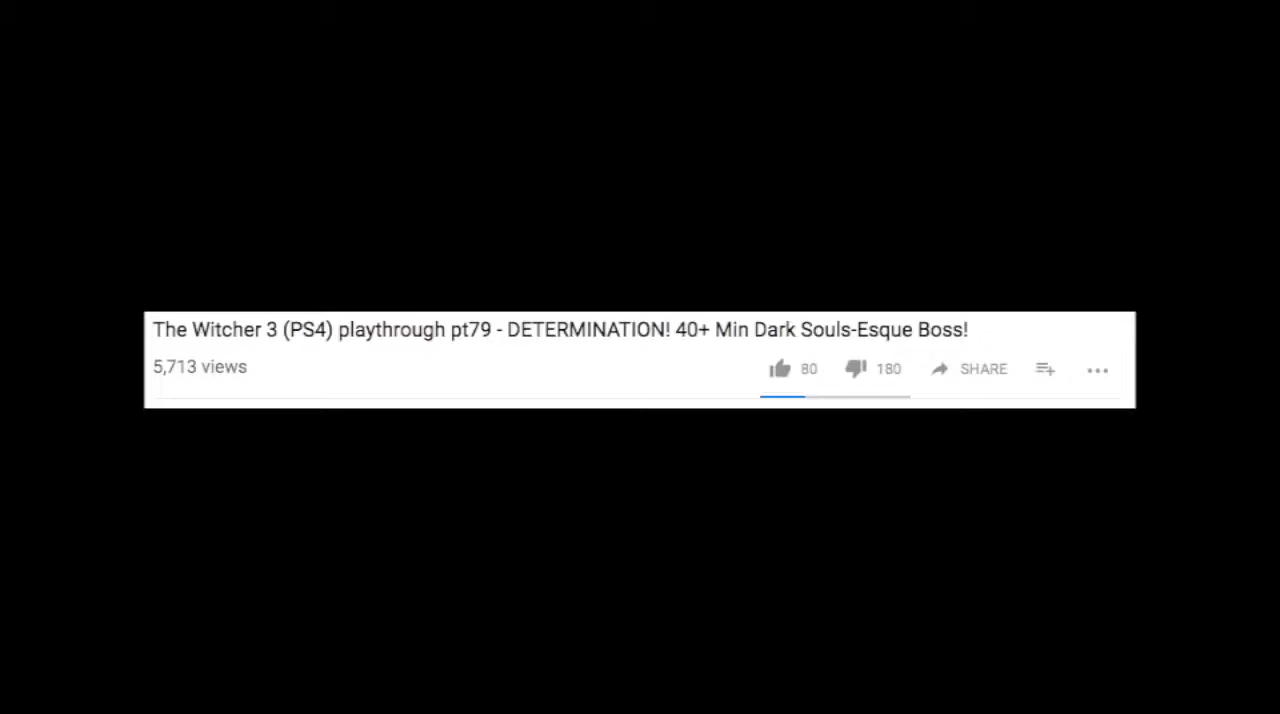 The Witcher 3 (PS4) playthrough pt79 - DETERMINATION! 40+ Min Dark Souls-Esque Boss!
5,713 views 80 180 SHARE